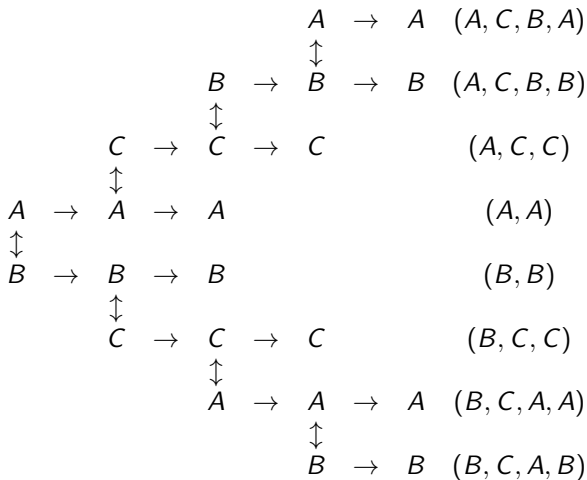 A → A (A, C, B, A)
↕
B → B → B (A, C, B, B)
↕
C → C → C (A, C, C)
↕
A → A → A (A, A)
↕
B → B → B (B, B)
↕
C → C → C (B, C, C)
↕
A → A → A (B, C, A, A)
↕
B → B (B, C, A, B)